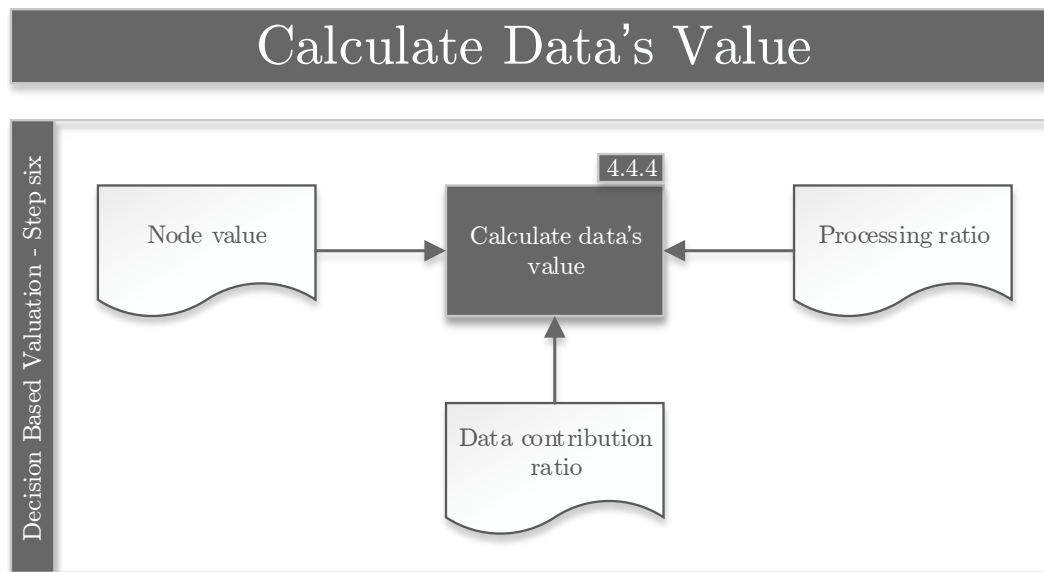 Calculate Data's Value
Decision Based Valuation - Step six
4.4.4
Node value
Calculate data's
value
Processing ratio
Data contribution
ratio